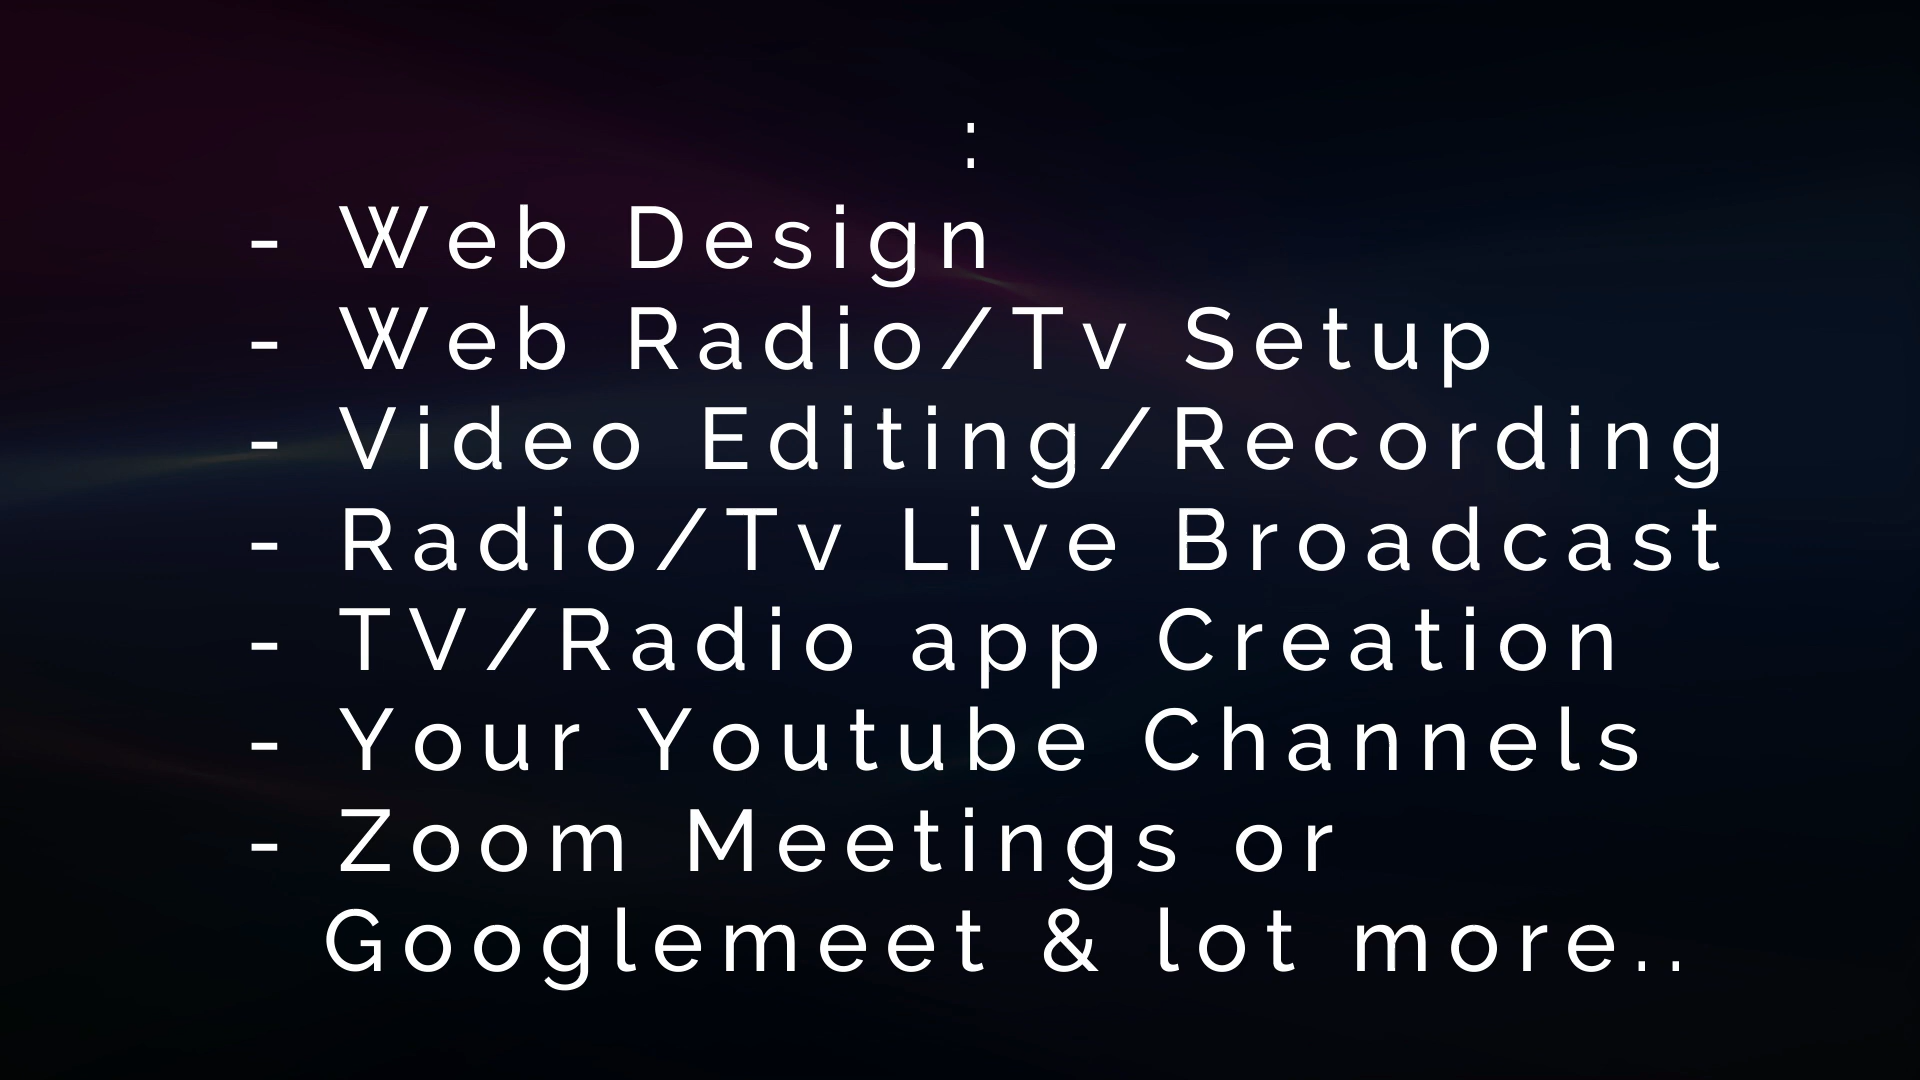 :
- Web Design
- Web Radio/Tv Setup
- Video Editing/Recording
- Radio/Tv Live Broadcast
- TV/Radio app Creation
- Your Youtube Channels
- Zoom Meetings or
Googlemeet & lot more..